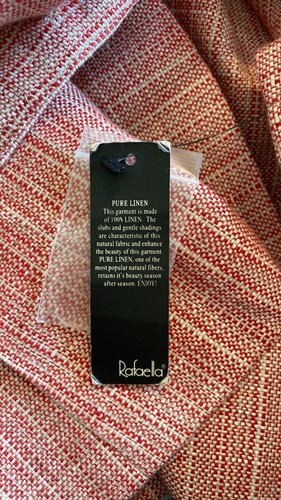 PURE LINEN
This garment is made
of 100% LINEN. The
slubs and gentle shadings
are characteristic of this
natural fabric and enhance
the beauty of this garment.
PURE LINEN, one of the
most popular natural fibers,
retains it's beauty season
after season. ENJOY!
Rafaella®